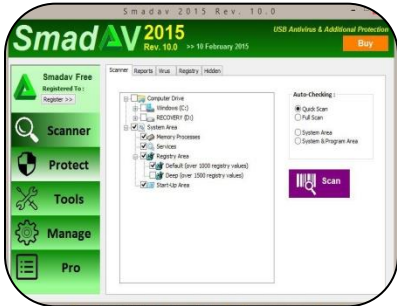 Smadav 2015 Rev. 10.0
SmadAV 2015
Rev. 10.0 >> 10 February 2015
USB Antivirus & Additional Protection
Buy
Smadav Free
Registered To :
Register >>
Scanner
Protect
Tools
Manage
Pro
Scanner Reports Virus Registry Hidden
Computer Drive
Windows (C:)
RECOVERY (D:)
System Area
Memory Processes
Services
Registry Area
Default (over 1000 registry values)
Deep (over 1500 registry values)
Start-Up Area
Auto-Checking :
Quick Scan
Full Scan
System Area
System & Program Area
Scan